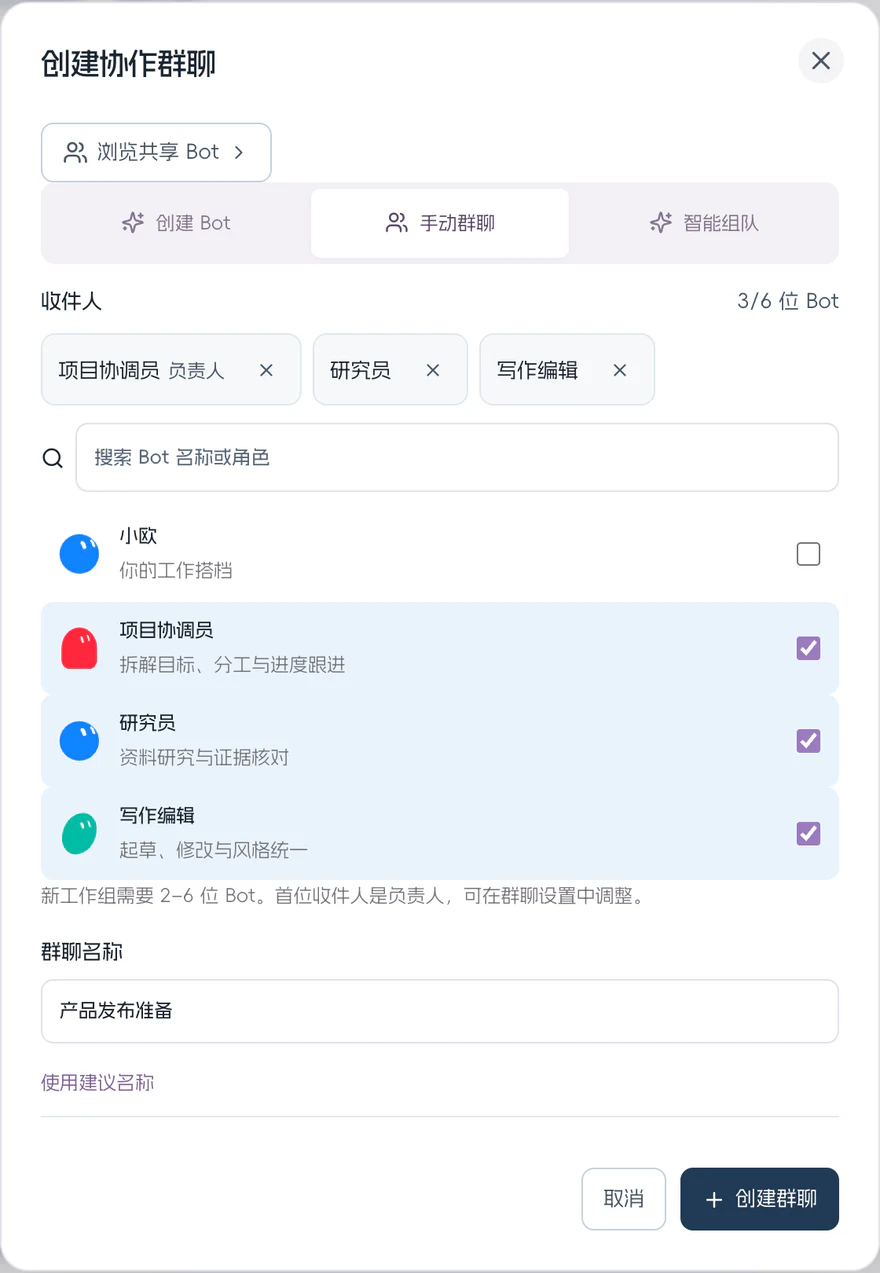 创建协作群聊
浏览共享 Bot
创建 Bot
手动群聊
智能组队
收件人
3/6 位 Bot
项目协调员 负责人
研究员
写作编辑
搜索 Bot 名称或角色
小欧
你的工作搭档
项目协调员
拆解目标、分工与进度跟进
研究员
资料研究与证据核对
写作编辑
起草、修改与风格统一
新工作组需要 2–6 位 Bot。首位收件人是负责人，可在群聊设置中调整。
群聊名称
产品发布准备
使用建议名称
取消
创建群聊